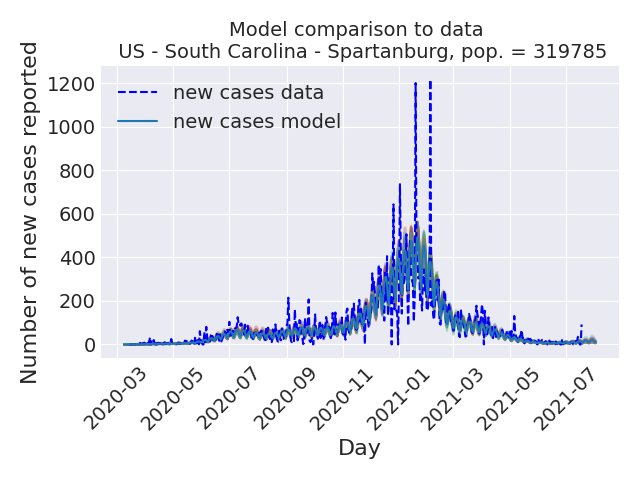 Model comparison to data
US - South Carolina - Spartanburg, pop. = 319785
Number of new cases reported
1200
1000
800
600
400
200
0
new cases data
new cases model
2020-03
2020-05
2020-07
2020-09
2020-11
2021-01
2021-03
2021-05
2021-07
Day